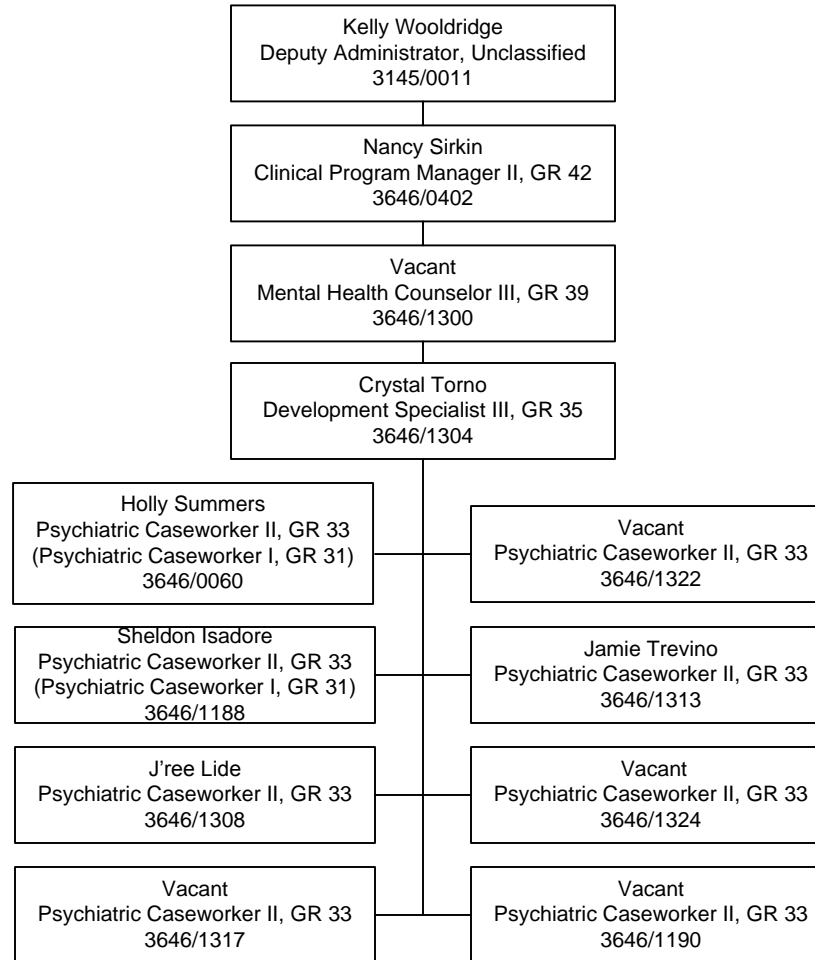 Kelly Wooldridge
Deputy Administrator, Unclassified
3145/0011
Nancy Sirkin
Clinical Program Manager II, GR 42
3646/0402
Vacant
Mental Health Counselor III, GR 39
3646/1300
Crystal Torno
Development Specialist III, GR 35
3646/1304
Holly Summers
Psychiatric Caseworker II, GR 33
(Psychiatric Caseworker I, GR 31)
3646/0060
Vacant
Psychiatric Caseworker II, GR 33
3646/1322
Sheldon Isadore
Psychiatric Caseworker II, GR 33
(Psychiatric Caseworker I, GR 31)
3646/1188
Jamie Trevino
Psychiatric Caseworker II, GR 33
3646/1313
J'ree Lide
Psychiatric Caseworker II, GR 33
3646/1308
Vacant
Psychiatric Caseworker II, GR 33
3646/1324
Vacant
Psychiatric Caseworker II, GR 33
3646/1317
Vacant
Psychiatric Caseworker II, GR 33
3646/1190